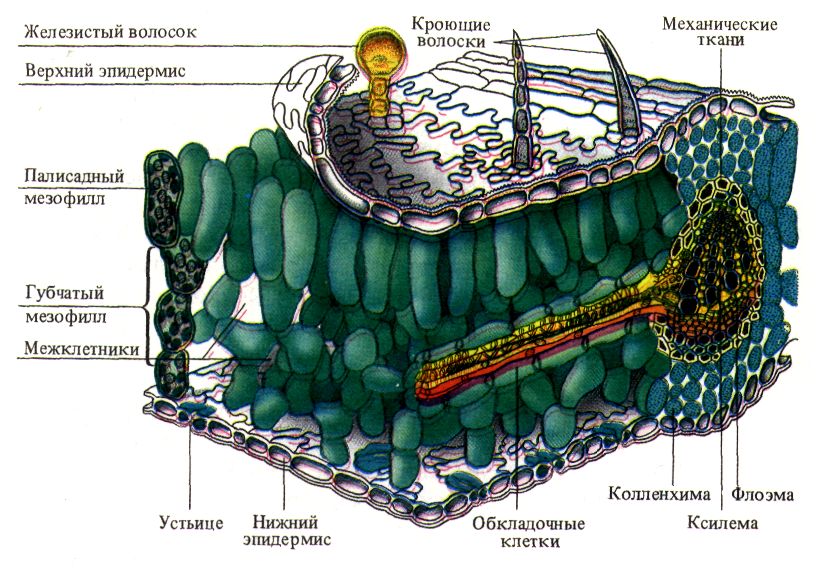 Железистый волосок
Кроющие
волоски
Механические
ткани
Верхний эпидермис
Палисадный
мезофилл
Губчатый
мезофилл
Межклетники
Колленхима
Флоэма
Устьице
Нижний
эпидермис
Обкладочные
клетки
Ксилема